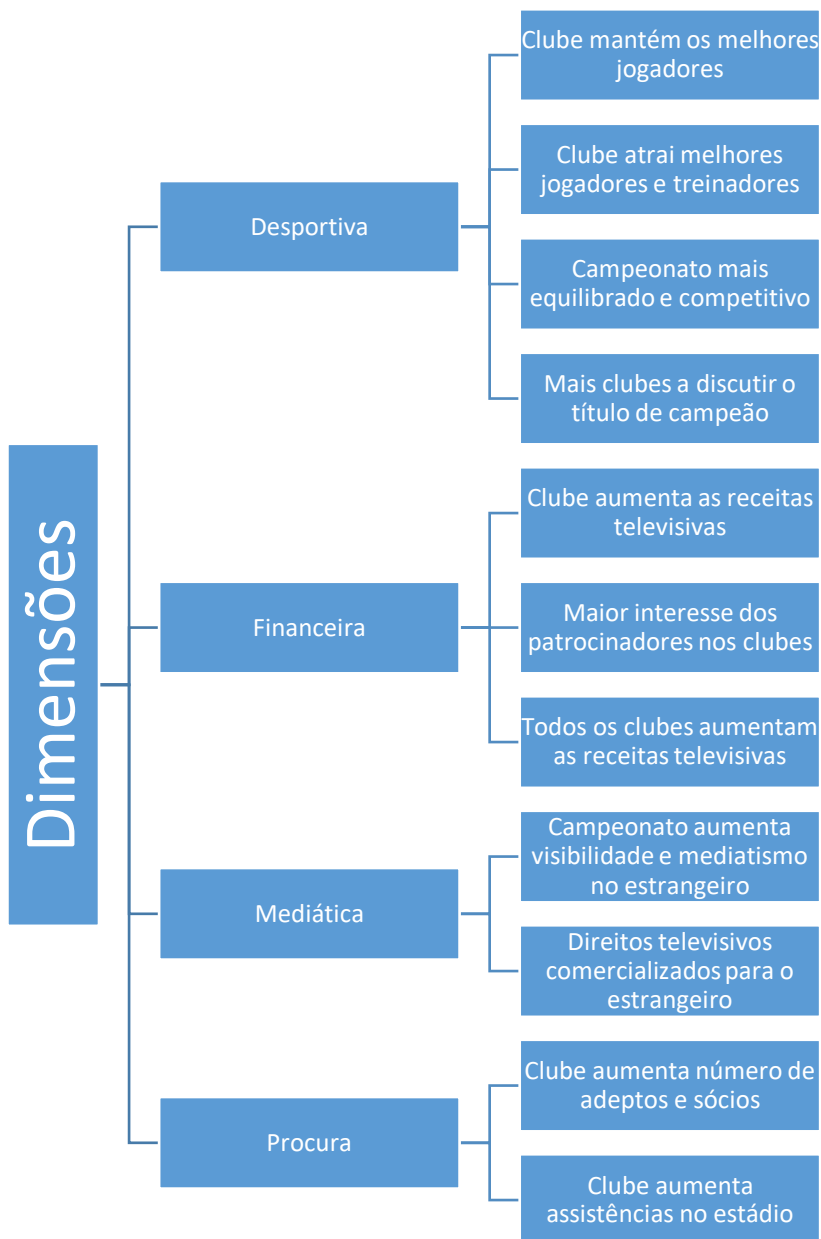 Dimensões
Desportiva
Clube mantém os melhores
jogadores
Clube atrai melhores
jogadores e treinadores
Campeonato mais
equilibrado e competitivo
Mais clubes a discutir o
título de campeão
Financeira
Clube aumenta as receitas
televisivas
Maior interesse dos
patrocinadores nos clubes
Todos os clubes aumentam
as receitas televisivas
Mediática
Campeonato aumenta
visibilidade e mediatismo
no estrangeiro
Direitos televisivos
comercializados para o
estrangeiro
Procura
Clube aumenta número de
adeptos e sócios
Clube aumenta
assistências no estádio